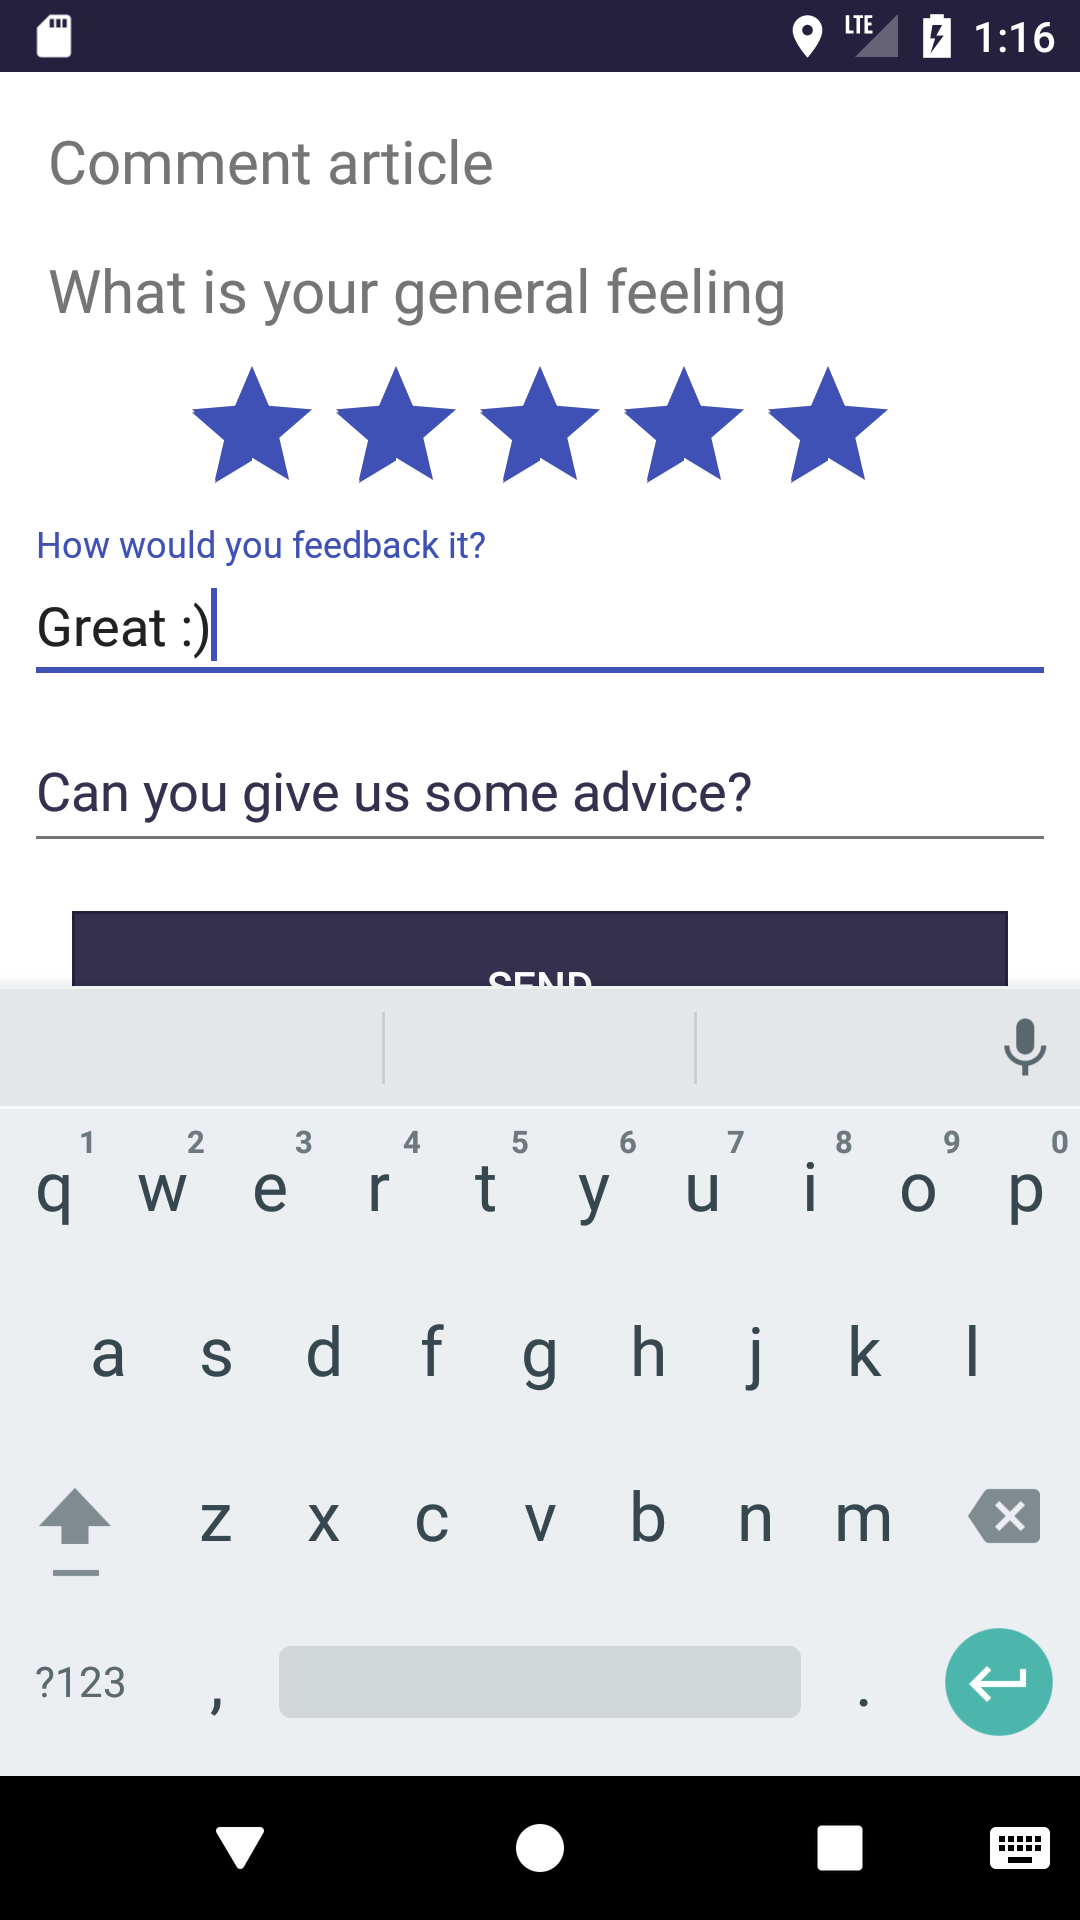 LTE 1:16
Comment article
What is your general feeling
How would you feedback it?
Great :)
Can you give us some advice?
SEND
1 2 3 4 5 6 7 8 9 0
q w e r t y u i o p
a s d f g h j k l
z x c v b n m
?123 , .